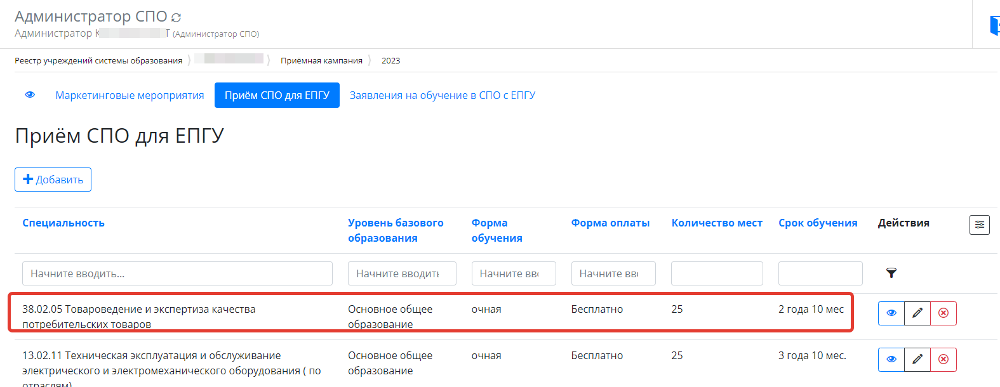 Администратор СПО
Администратор К Т (Администратор СПО)
Реестр учреждений системы образования Приёмная кампания 2023
Маркетинговые мероприятия Приём СПО для ЕПГУ Заявления на обучение в СПО с ЕПГУ
Приём СПО для ЕПГУ
Добавить
Специальность Уровень базового образования Форма обучения Форма оплаты Количество мест Срок обучения Действия
Начните вводить... Начните вводить Начните вво Начните вво
38.02.05 Товароведение и экспертиза качества Основное общее очная Бесплатно 25 2 года 10 мес
потребительских товаров образование
13.02.11 Техническая эксплуатация и обслуживание Основное общее очная Бесплатно 25 3 года 10 мес.
электрического и электромеханического оборудования ( по образование
отраслям)